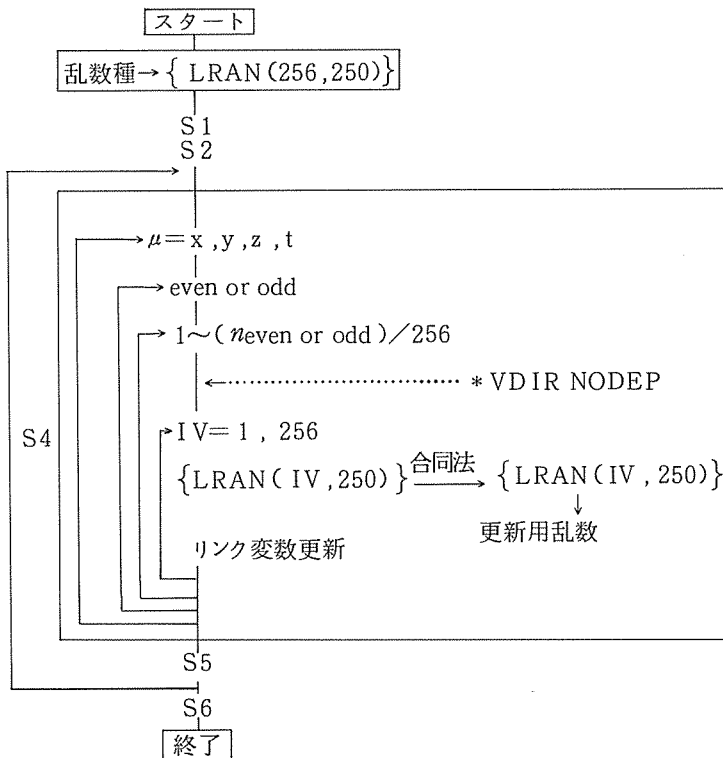 スタート
乱数種→{ LRAN(256,250)}
S1
S2
μ=x ,y ,z ,t
even or odd
1~(neven or odd)/256
*VDIR NODEP
S4
IV=1 , 256
{LRAN( IV,250)} 合同法 {LRAN(IV ,250)}
更新用乱数
リンク変数更新
S5
S6
終了